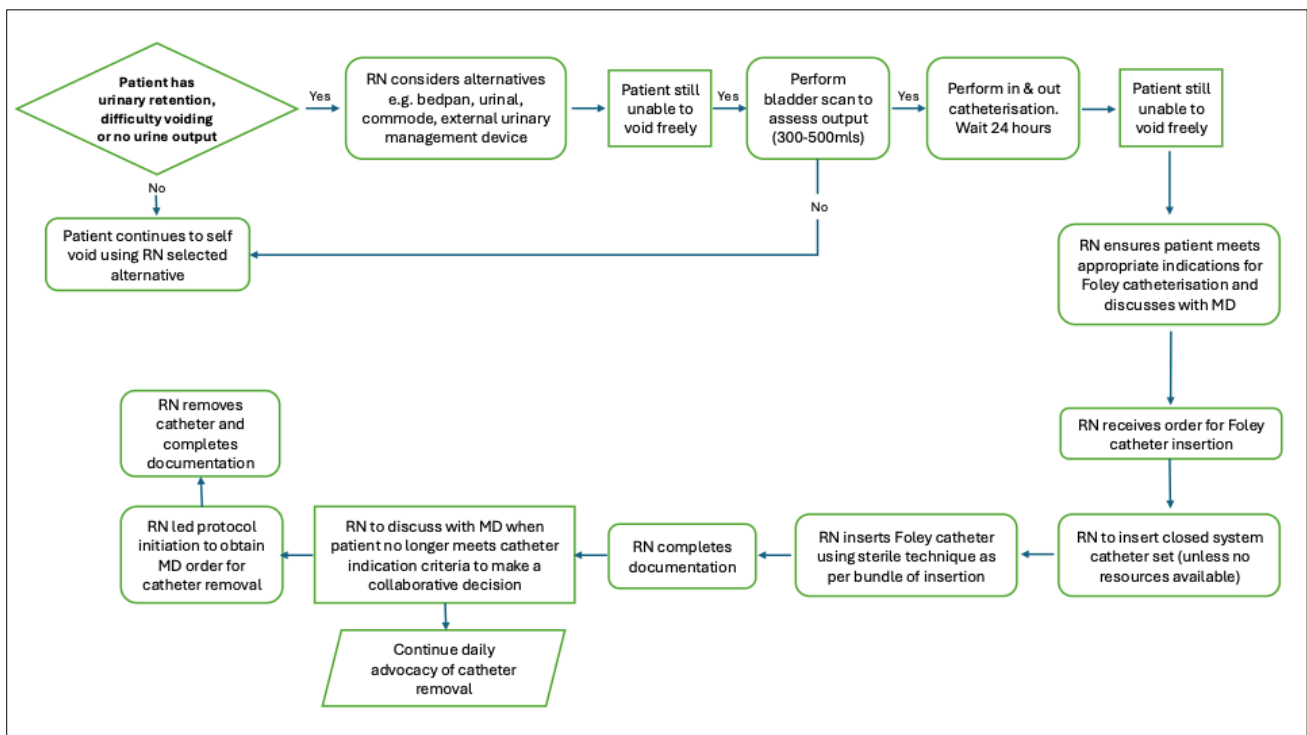 Patient has
urinary retention,
difficulty voiding
or no urine output
Yes
RN considers alternatives
e.g. bedpan, urinal,
commode, external urinary
management device
Patient still
unable to
void freely
Yes
Perform
bladder scan to
assess output
(300-500mls)
Yes
Perform in & out
catheterisation.
Wait 24 hours
Patient still
unable to
void freely
No
No
Patient continues to self
void using RN selected
alternative
RN ensures patient meets
appropriate indications for
Foley catheterisation and
discusses with MD
RN receives order for Foley
catheter insertion
RN to insert closed system
catheter set (unless no
resources available)
RN inserts Foley catheter
using sterile technique as
per bundle of insertion
RN completes
documentation
RN to discuss with MD when
patient no longer meets catheter
indication criteria to make a
collaborative decision
Continue daily
advocacy of catheter
removal
RN led protocol
initiation to obtain
MD order for
catheter removal
RN removes
catheter and
completes
documentation